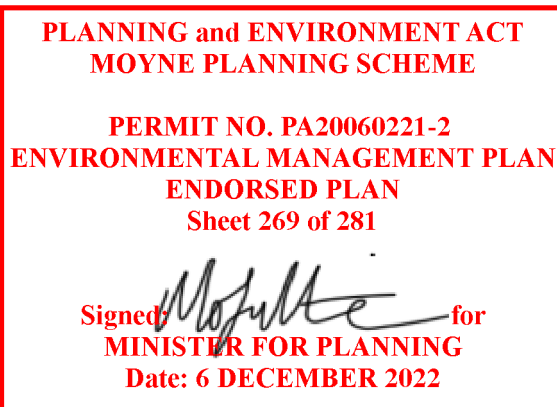 PLANNING and ENVIRONMENT ACT
MOYNE PLANNING SCHEME
PERMIT NO. PA20060221-2
ENVIRONMENTAL MANAGEMENT PLAN
ENDORSED PLAN
Sheet 269 of 281
Signed: for
MINISTER FOR PLANNING
Date: 6 DECEMBER 2022